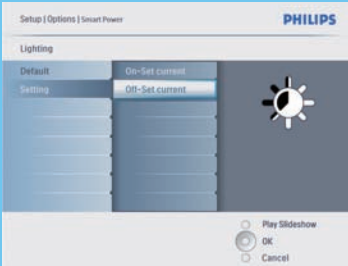 Setup | Options | Smart Power
PHILIPS
Lighting
Default
On-Set current
Setting
Off-Set current
Play Slideshow
OK
Cancel